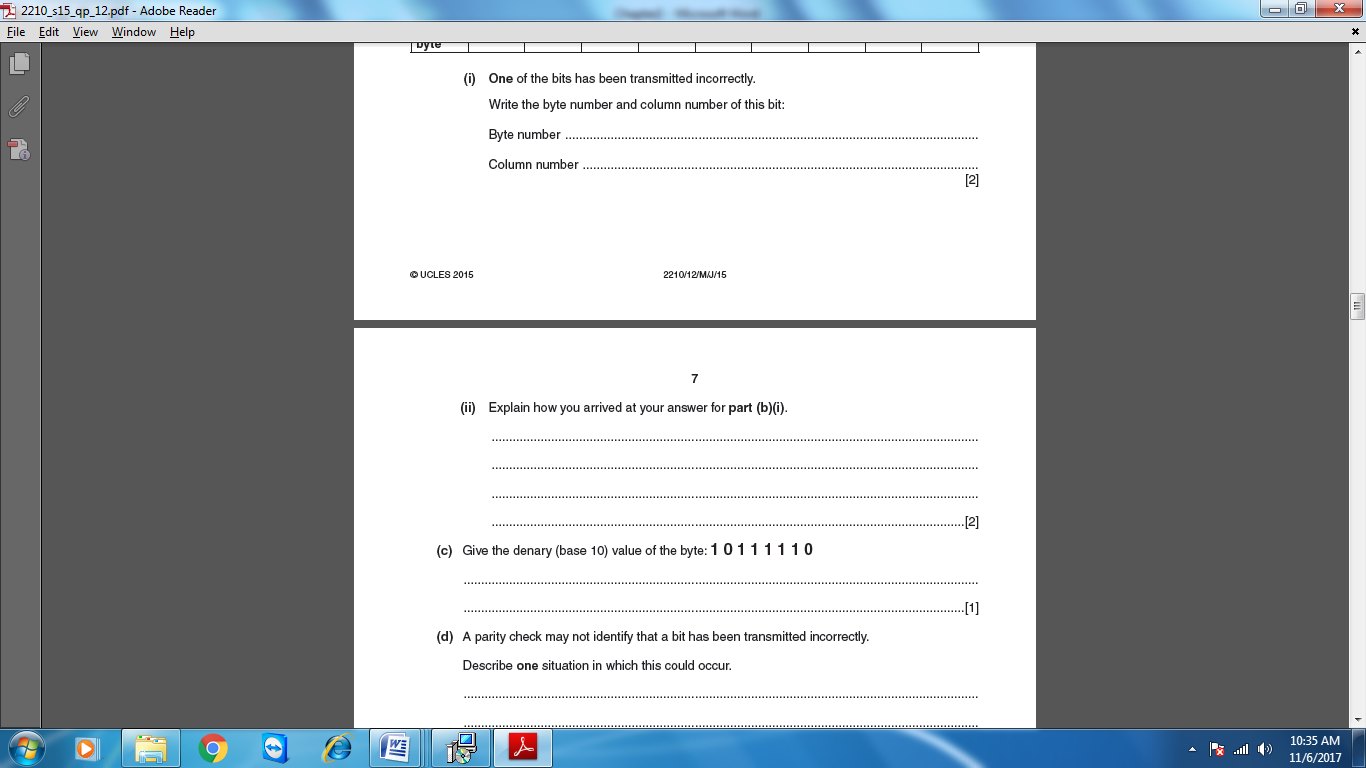 2210_s15_qp_12.pdf - Adobe Reader
File Edit View Window Help
byte
(i) One of the bits has been transmitted incorrectly.
Write the byte number and column number of this bit:
Byte number ........................................................................................................................
Column number ...................................................................................................................
[2]
© UCLES 2015 2210/12/M/J/15
7
(ii) Explain how you arrived at your answer for part (b)(i).
............................................................................................................................................
............................................................................................................................................
............................................................................................................................................
........................................................................................................................................[2]
(c) Give the denary (base 10) value of the byte: 1 0 1 1 1 1 1 0
....................................................................................................................................................
................................................................................................................................................[1]
(d) A parity check may not identify that a bit has been transmitted incorrectly.
Describe one situation in which this could occur.
....................................................................................................................................................
....................................................................................................................................................
10:35 AM
11/6/2017